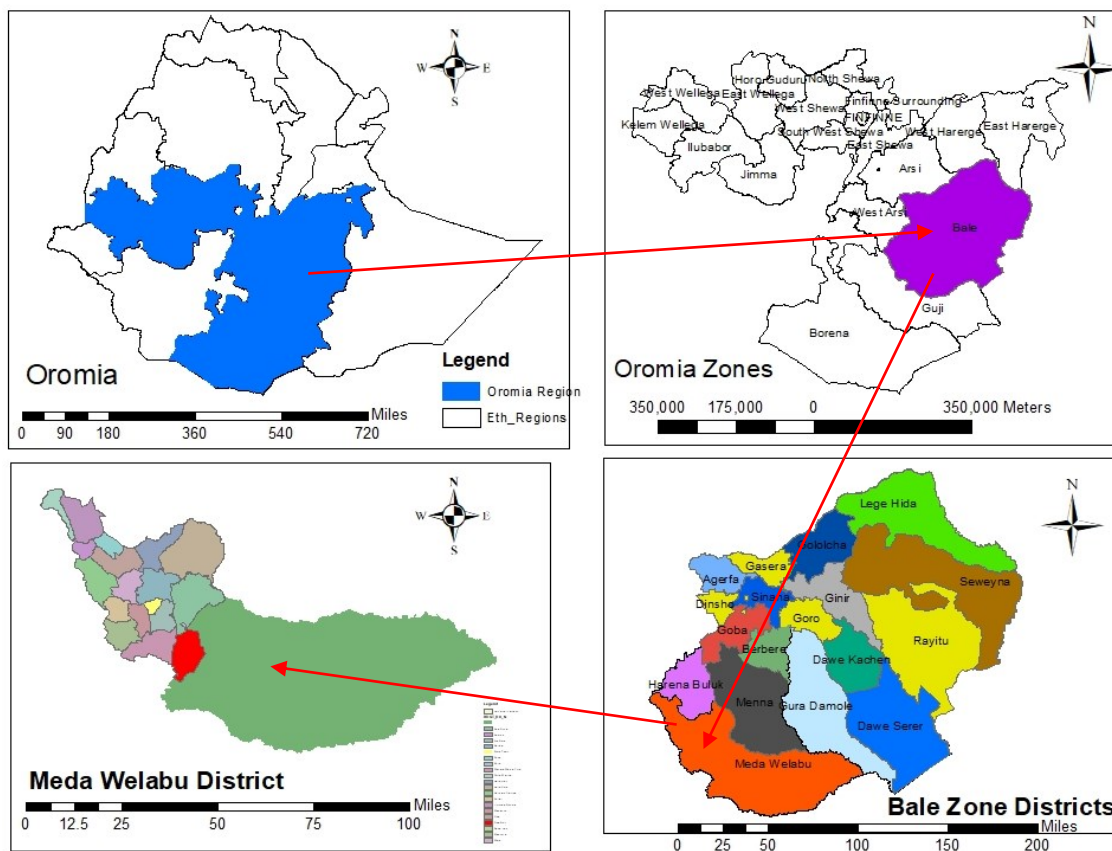 N
W E
S
Oromia
Legend
Oromia Region
Eth_Regions
Miles
0 90 180 360 540 720
N
Horo Guduru
North Shewa
West Wellega
East Wellega
West Shewa
Finfinne Surrounding
Kelem Wellega
FINFINNE
South West Shewa
West Harerge
East Harerge
East Shewa
Ilubabor
Jimma
Arsi
West Arsi
Bale
Guji
Borena
Oromia Zones
350,000 175,000 0 350,000 Meters
N
W E
S
Legend
Meda Welabu District
Miles
0 12.5 25 50 75 100
N
Lege Hida
Gololcha
Gasera
Agerfa
Seweyna
Dinsho
Sinana
Ginir
Goba
Goro
Rayitu
Berbere
Dawe Kachen
Harena Buluk
Menna
Gura Damole
Dawe Serer
Meda Welabu
Bale Zone Districts
Miles
0 25 50 100 150 200